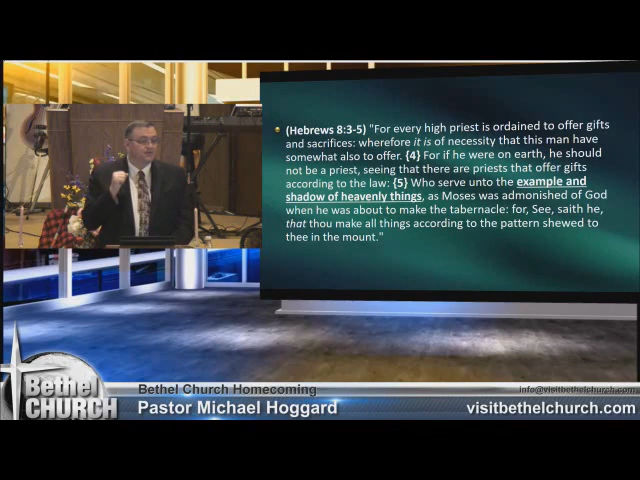 (Hebrews 8:3-5) "For every high priest is ordained to offer gifts
and sacrifices: wherefore it is of necessity that this man have
somewhat also to offer. {4} For if he were on earth, he should
not be a priest, seeing that there are priests that offer gifts
according to the law: {5} Who serve unto the example and
shadow of heavenly things, as Moses was admonished of God
when he was about to make the tabernacle: for, See, saith he,
that thou make all things according to the pattern shewed to
thee in the mount."
Bethel
CHURCH
Bethel Church Homecoming
info@visitbethelchurch.com
Pastor Michael Hoggard
visitbethelchurch.com